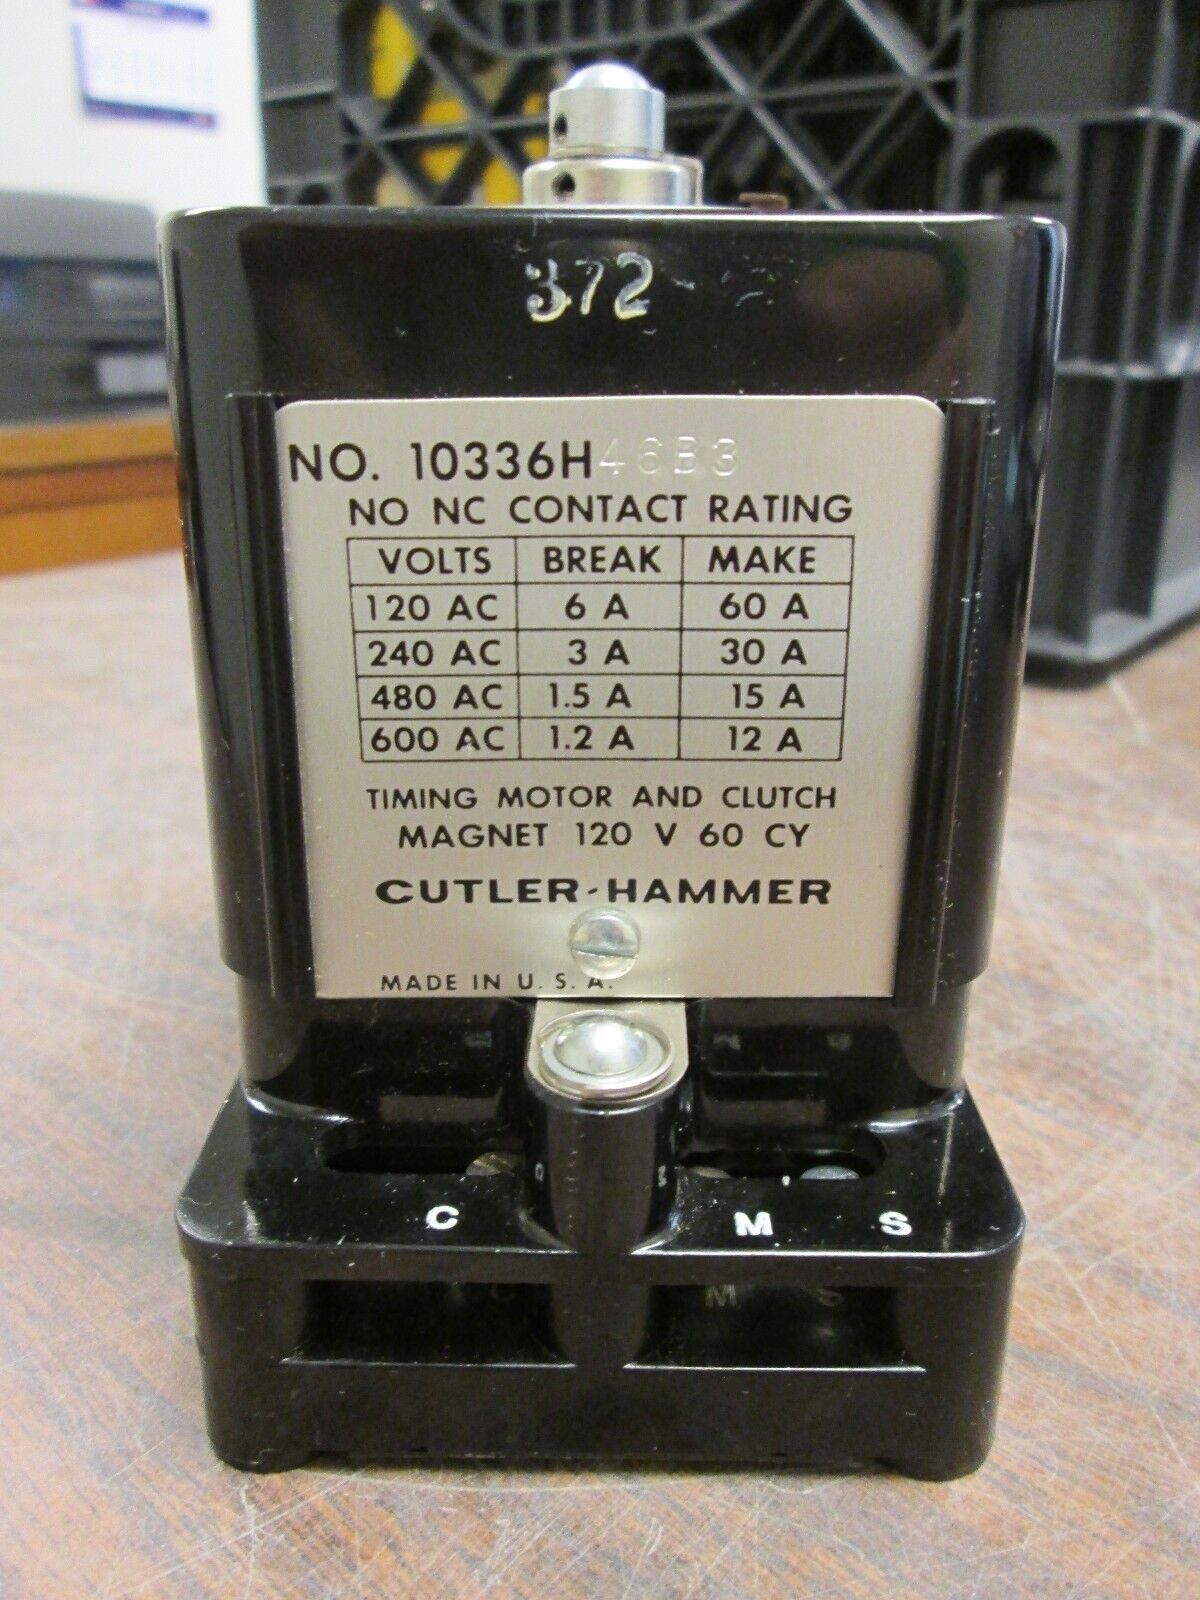 372
NO. 10336H46B3
NO NC CONTACT RATING
VOLTS BREAK MAKE
120 AC 6 A 60 A
240 AC 3 A 30 A
480 AC 1.5 A 15 A
600 AC 1.2 A 12 A
TIMING MOTOR AND CLUTCH
MAGNET 120 V 60 CY
CUTLER-HAMMER
MADE IN U. S. A.
C M S
C M S